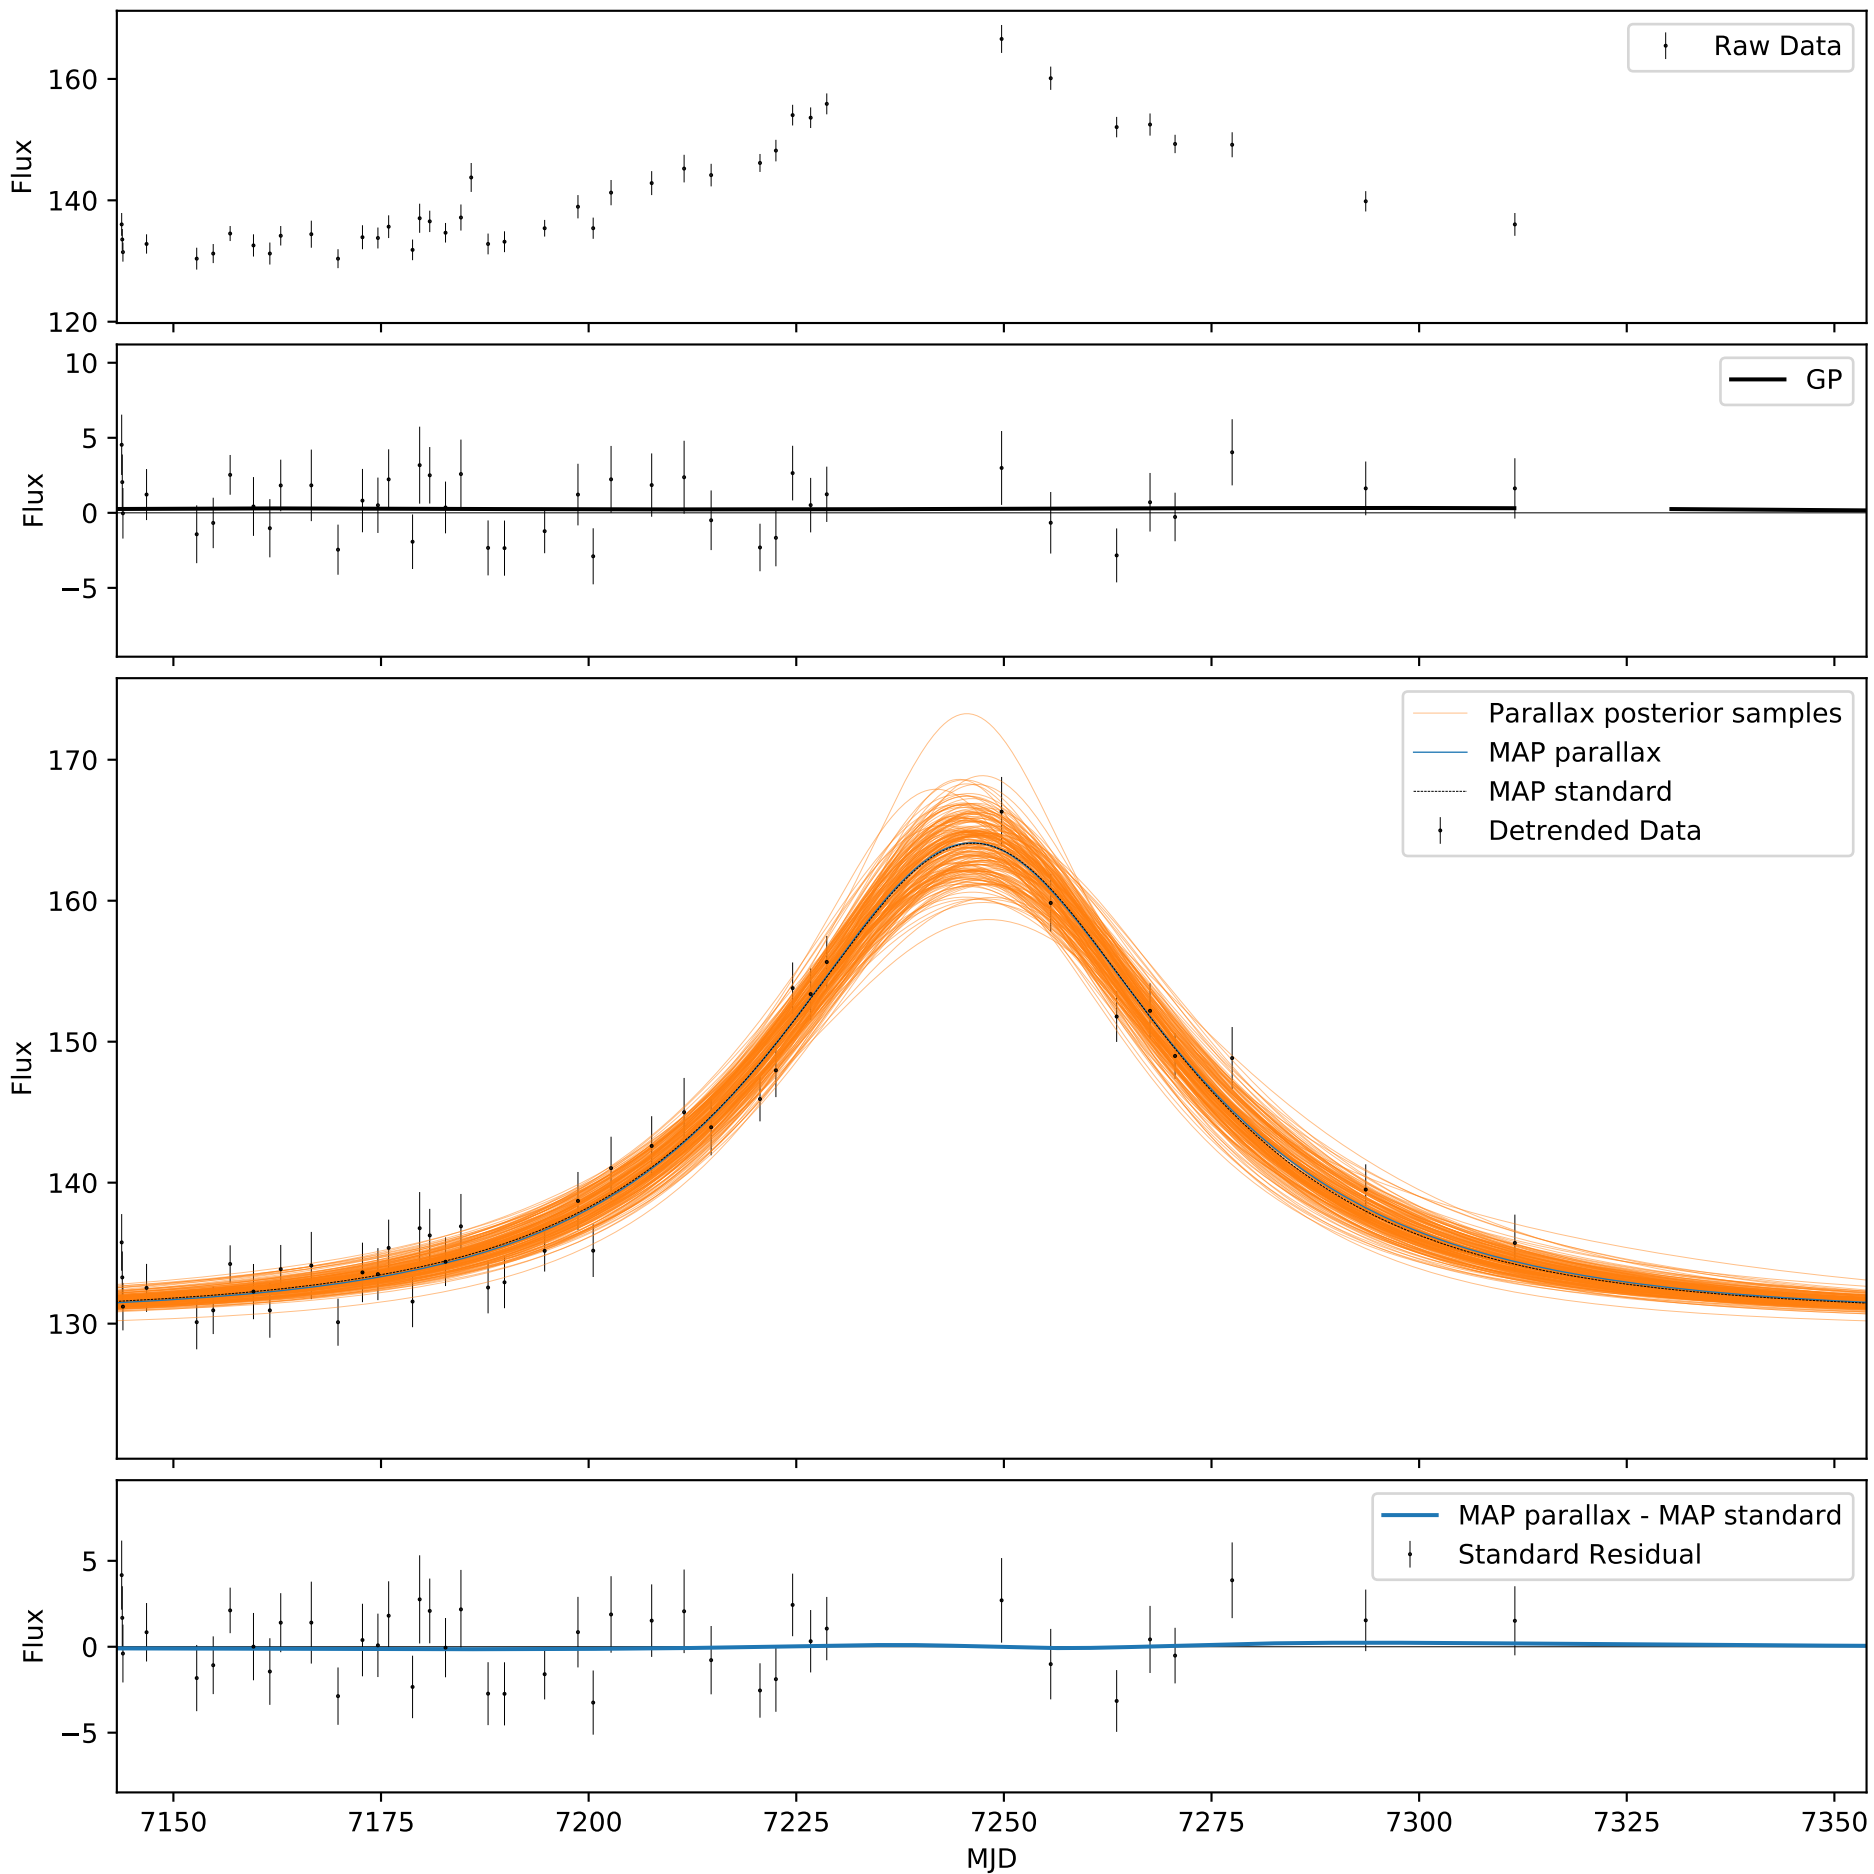 Raw Data
160
140
120
Flux
GP
10
5
0
−5
Flux
Parallax posterior samples
MAP parallax
MAP standard
Detrended Data
170
160
150
140
130
Flux
MAP parallax - MAP standard
Standard Residual
5
0
−5
Flux
7150 7175 7200 7225 7250 7275 7300 7325 7350
MJD